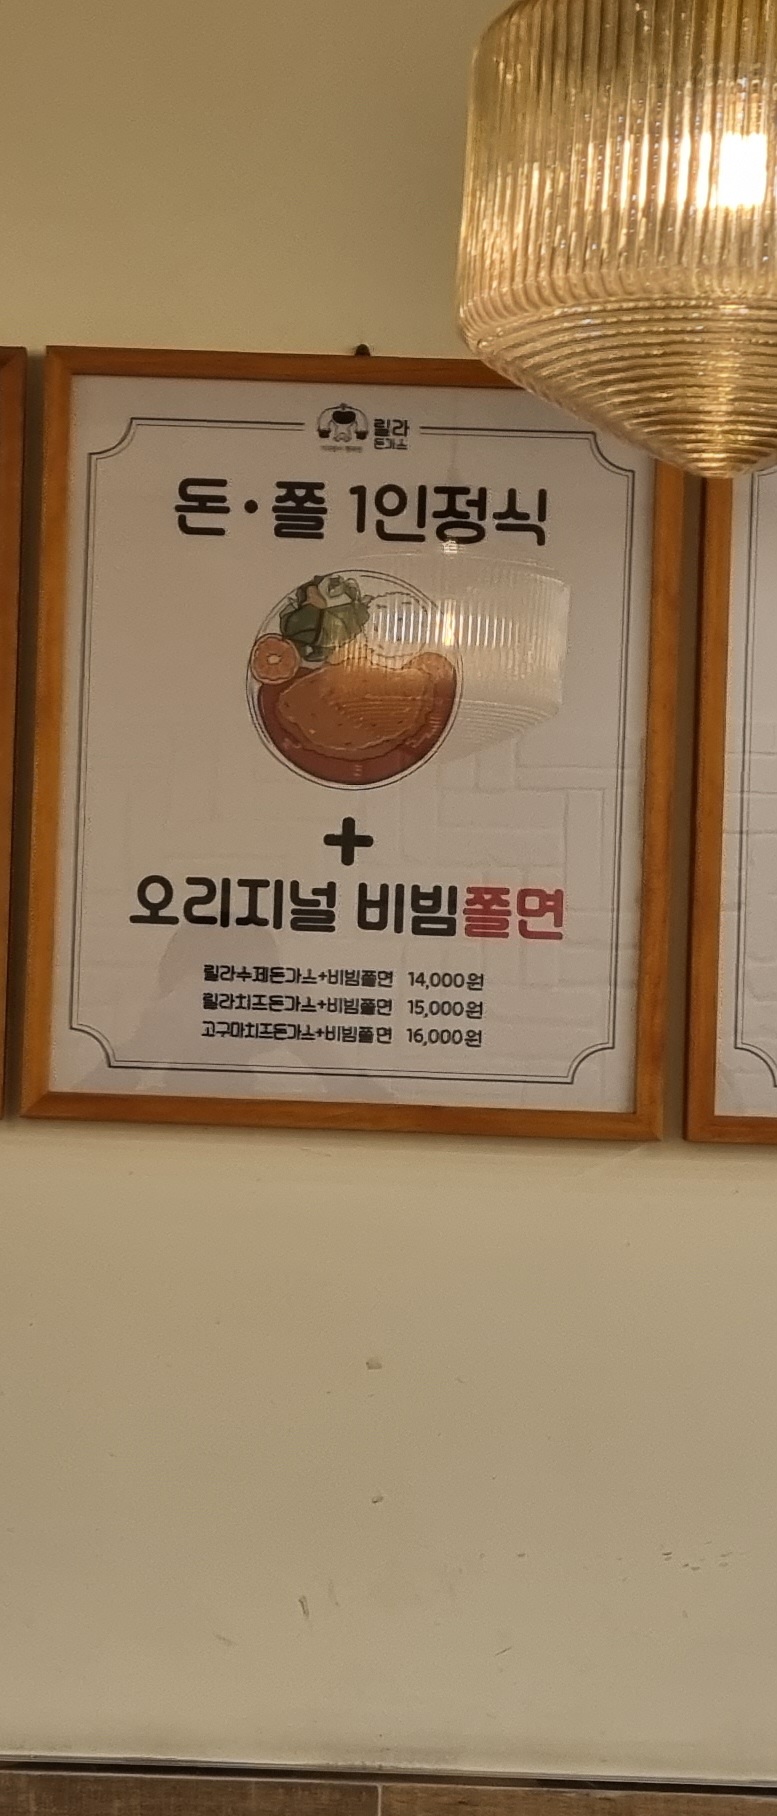 릴라
돈가스
돈·쫄 1인정식
+
오리지널 비빔쫄면
릴라수제돈가스+비빔쫄면 14,000원
릴라치즈돈가스+비빔쫄면 15,000원
고구마치즈돈가스+비빔쫄면 16,000원